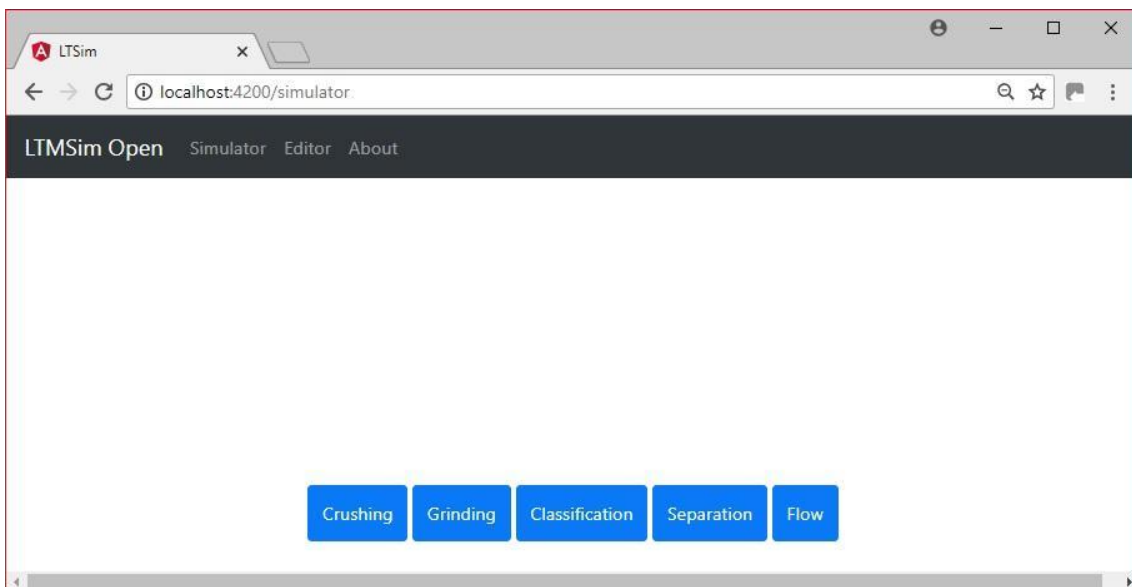 LTSim
localhost:4200/simulator
LTMSim Open Simulator Editor About
Crushing Grinding Classification Separation Flow